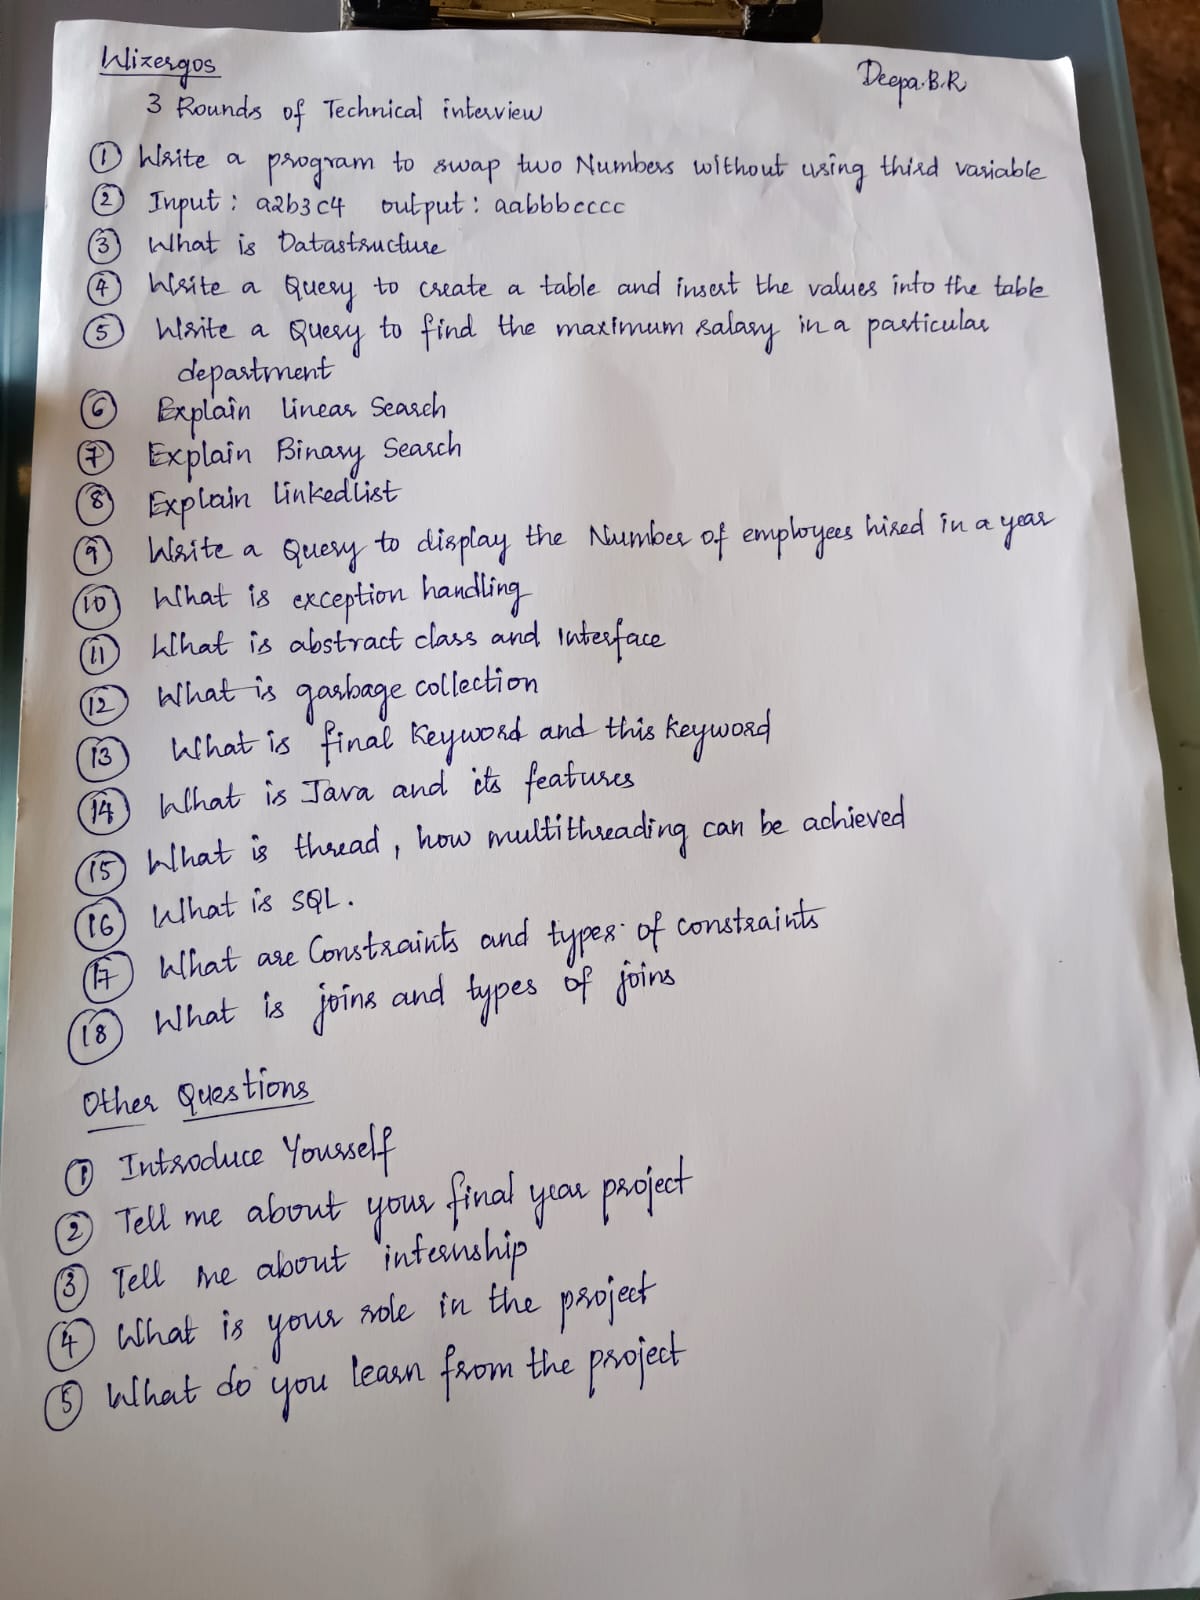 Wizergos
Deepa.B.R
3 Rounds of Technical interview
① Write a program to swap two Numbers without using third variable
② Input : a2b3c4 output : aabbbcccc
③ What is Datastructure
④ Write a Query to create a table and insert the values into the table
⑤ Write a Query to find the maximum salary in a particular
department
⑥ Explain linear Search
⑦ Explain Binary Search
⑧ Explain linkedlist
⑨ Write a Query to display the Number of employees hired in a year
⑩ What is exception handling
⑪ What is abstract class and Interface
⑫ What is garbage collection
⑬ What is final keyword and this keyword
⑭ What is Java and its features
⑮ What is thread, how multithreading can be achieved
⑯ What is SQL.
⑰ What are Constraints and types of constraints
⑱ What is joins and types of joins
Other Questions
① Introduce Yourself
② Tell me about your final year project
③ Tell me about internship
④ What is your role in the project
⑤ What do you learn from the project